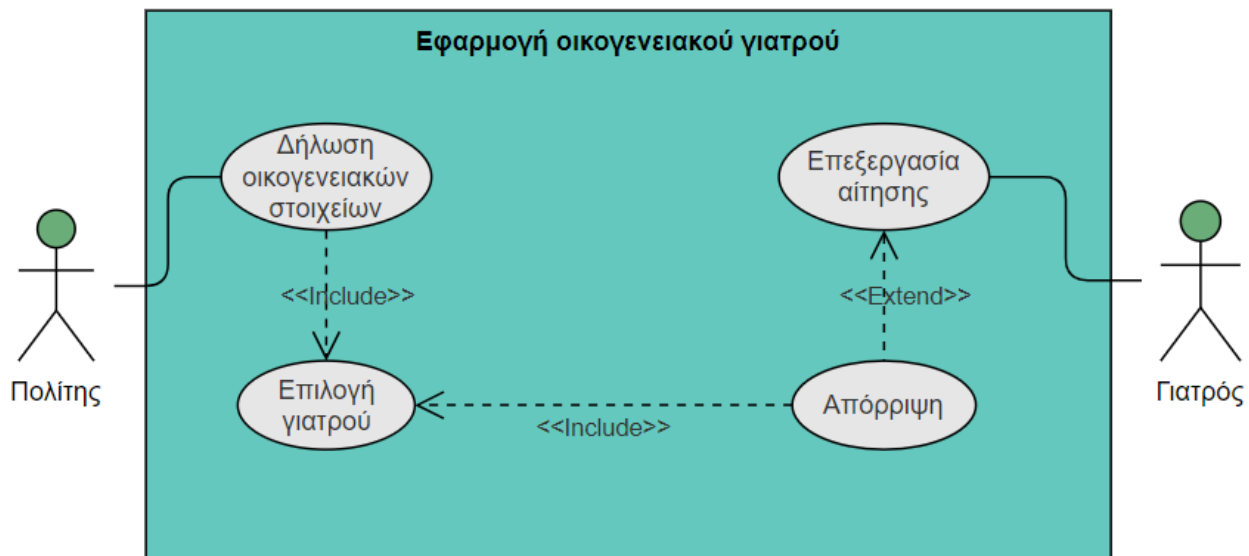 Εφαρμογή οικογενειακού γιατρού
Δήλωση
οικογενειακών
στοιχείων
Επεξεργασία
αίτησης
<<Include>>
<<Extend>>
Πολίτης
Επιλογή
γιατρού
<<Include>>
Απόρριψη
Γιατρός